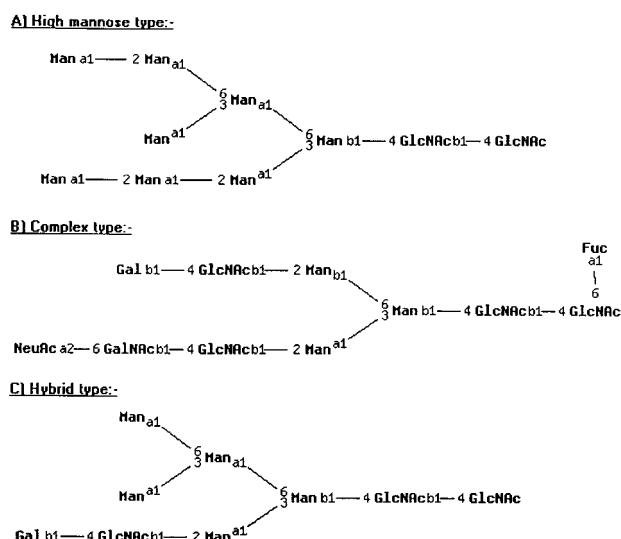 A) High mannose type:-
Man a1 — 2 Man a1
6
3 Man a1
Man a1
6
3 Man b1 — 4 GlcNAc b1 — 4 GlcNAc
Man a1 — 2 Man a1 — 2 Man a1
B) Complex type:-
Fuc
a1
\
6
Gal b1 — 4 GlcNAc b1 — 2 Man b1
6
3 Man b1 — 4 GlcNAc b1 — 4 GlcNAc
NeuAc a2 — 6 GalNAc b1 — 4 GlcNAc b1 — 2 Man a1
C) Hybrid type:-
Man a1
6
3 Man a1
Man a1
6
3 Man b1 — 4 GlcNAc b1 — 4 GlcNAc
Gal b1 — 4 GlcNAc b1 — 2 Man a1